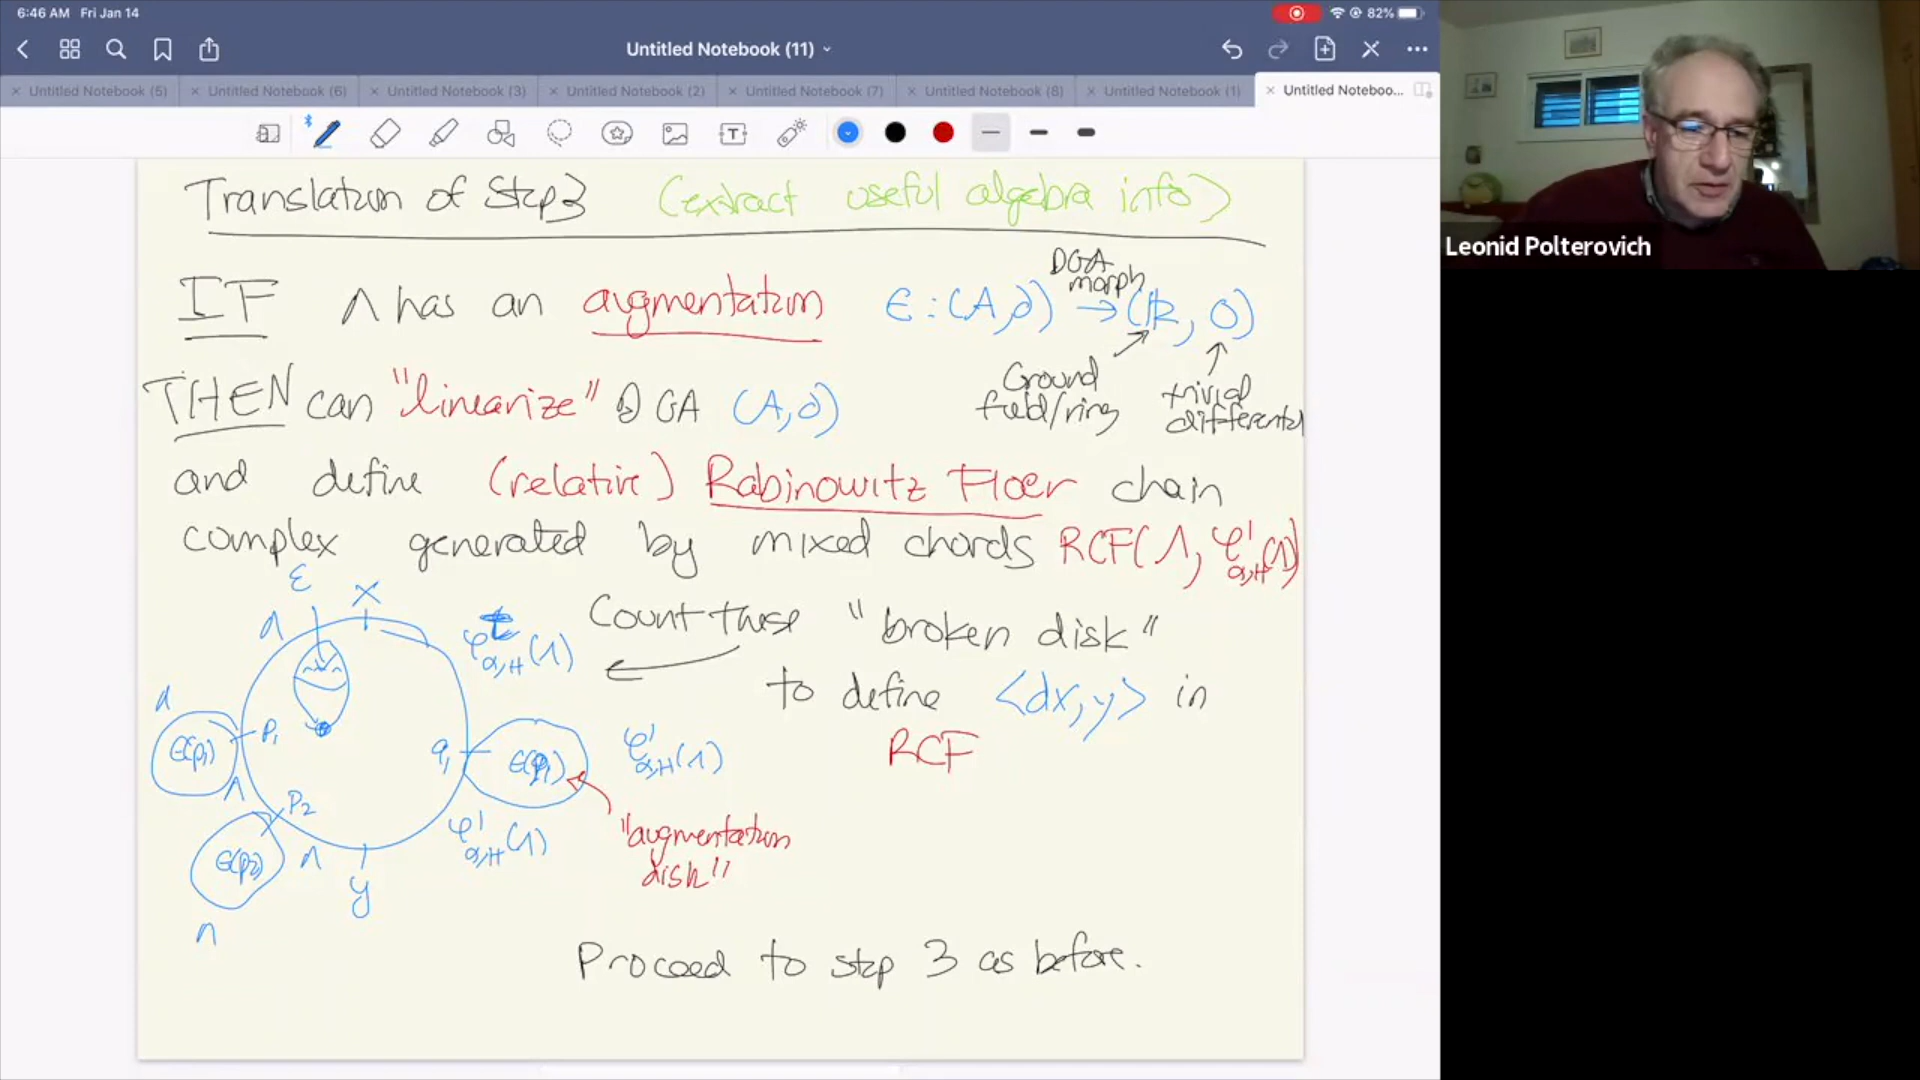 6:46 AM Fri Jan 14
82%
Untitled Notebook (11)
Untitled Notebook (5)
Untitled Notebook (6)
Untitled Notebook (3)
Untitled Notebook (2)
Untitled Notebook (7)
Untitled Notebook (8)
Untitled Notebook (1)
Untitled Noteboo...
Leonid Polterovich
Translation of Step 3 (extract useful algebra info)
IF Λ has an augmentation ε : (A, ∂) → (k, 0)
DGA morph
Ground field/ring
trivial differential
THEN can "linearize" DGA (A, ∂)
and define (relative) Rabinowitz Floer chain
complex generated by mixed chords RCF(Λ, φ¹α,H(Λ))
Count these "broken disk"
to define <dx, y> in
RCF
ε
x
Λ
φᵗα,H(Λ)
Λ
ε(p₁)
p₁
q₁
φ¹α,H(Λ)
Λ
p₂
ε(p₂)
Λ
y
φ¹α,H(Λ)
Λ
"augmentation
disk"
Proceed to step 3 as before.